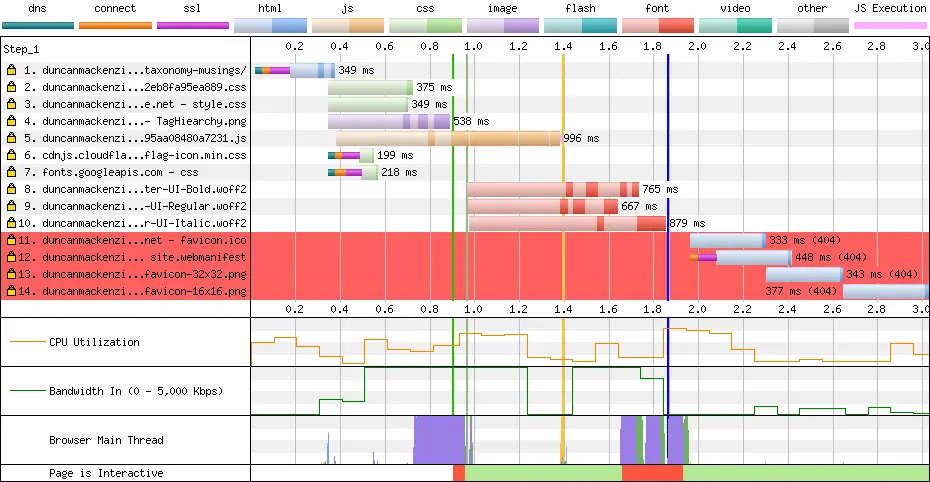 dns connect ssl html js css image flash font video other JS Execution
Step_1 0.2 0.4 0.6 0.8 1.0 1.2 1.4 1.6 1.8 2.0 2.2 2.4 2.6 2.8 3.0
1. duncanmackenzi...taxonomy-musings/ 349 ms
2. duncanmackenzi...2eb8fa95ea889.css 375 ms
3. duncanmackenzi...e.net - style.css 349 ms
4. duncanmackenzi...- TagHiearchy.png 538 ms
5. duncanmackenzi...95aa08480a7231.js 996 ms
6. cdnjs.cloudfla...flag-icon.min.css 199 ms
7. fonts.googleapis.com - css 218 ms
8. duncanmackenzi...ter-UI-Bold.woff2 765 ms
9. duncanmackenzi...-UI-Regular.woff2 667 ms
10. duncanmackenzi...r-UI-Italic.woff2 879 ms
11. duncanmackenzi...net - favicon.ico 333 ms (404)
12. duncanmackenzi... site.webmanifest 448 ms (404)
13. duncanmackenzi...favicon-32x32.png 343 ms (404)
14. duncanmackenzi...favicon-16x16.png 377 ms (404)
0.2 0.4 0.6 0.8 1.0 1.2 1.4 1.6 1.8 2.0 2.2 2.4 2.6 2.8 3.0
CPU Utilization
Bandwidth In (0 - 5,000 Kbps)
Browser Main Thread
Page is Interactive